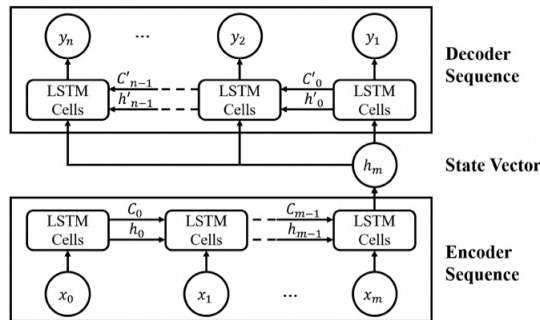 yₙ ... y₂ y₁
Decoder
Sequence
C'ₙ₋₁ C'₀
LSTM
Cells
h'ₙ₋₁
LSTM
Cells
h'₀
LSTM
Cells
hₘ
State Vector
LSTM
Cells
C₀
h₀
LSTM
Cells
Cₘ₋₁
hₘ₋₁
LSTM
Cells
Encoder
Sequence
x₀ x₁ ... xₘ